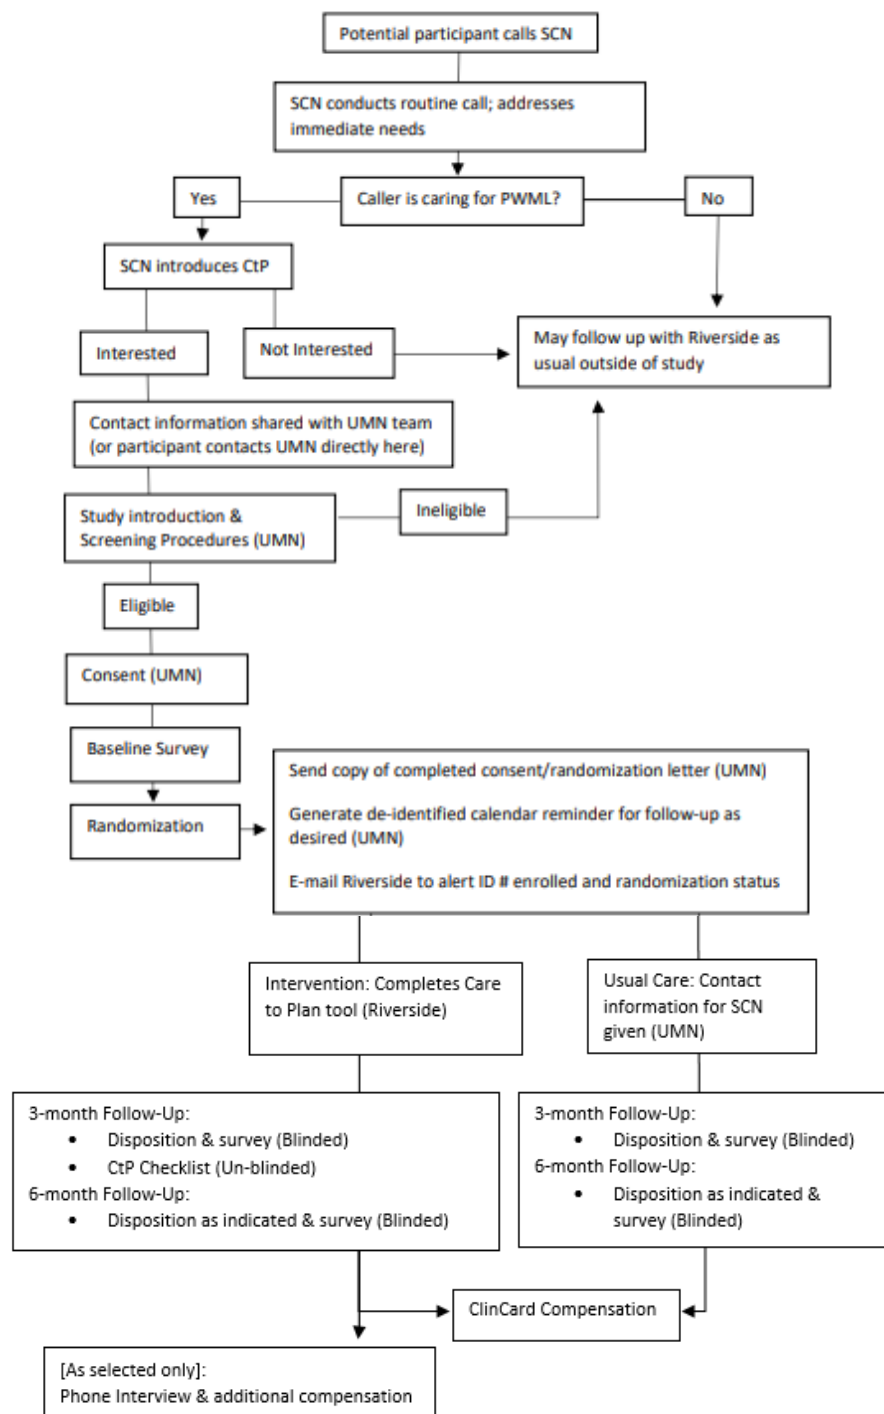 Potential participant calls SCN
SCN conducts routine call; addresses
immediate needs
Yes
Caller is caring for PWML?
No
SCN introduces CtP
Interested
Not Interested
May follow up with Riverside as
usual outside of study
Contact information shared with UMN team
(or participant contacts UMN directly here)
Study introduction &
Screening Procedures (UMN)
Ineligible
Eligible
Consent (UMN)
Baseline Survey
Randomization
Send copy of completed consent/randomization letter (UMN)
Generate de-identified calendar reminder for follow-up as
desired (UMN)
E-mail Riverside to alert ID # enrolled and randomization status
Intervention: Completes Care
to Plan tool (Riverside)
Usual Care: Contact
information for SCN
given (UMN)
3-month Follow-Up:
• Disposition & survey (Blinded)
• CtP Checklist (Un-blinded)
6-month Follow-Up:
• Disposition as indicated & survey (Blinded)
3-month Follow-Up:
• Disposition & survey (Blinded)
6-month Follow-Up:
• Disposition as indicated &
survey (Blinded)
ClinCard Compensation
[As selected only]:
Phone Interview & additional compensation